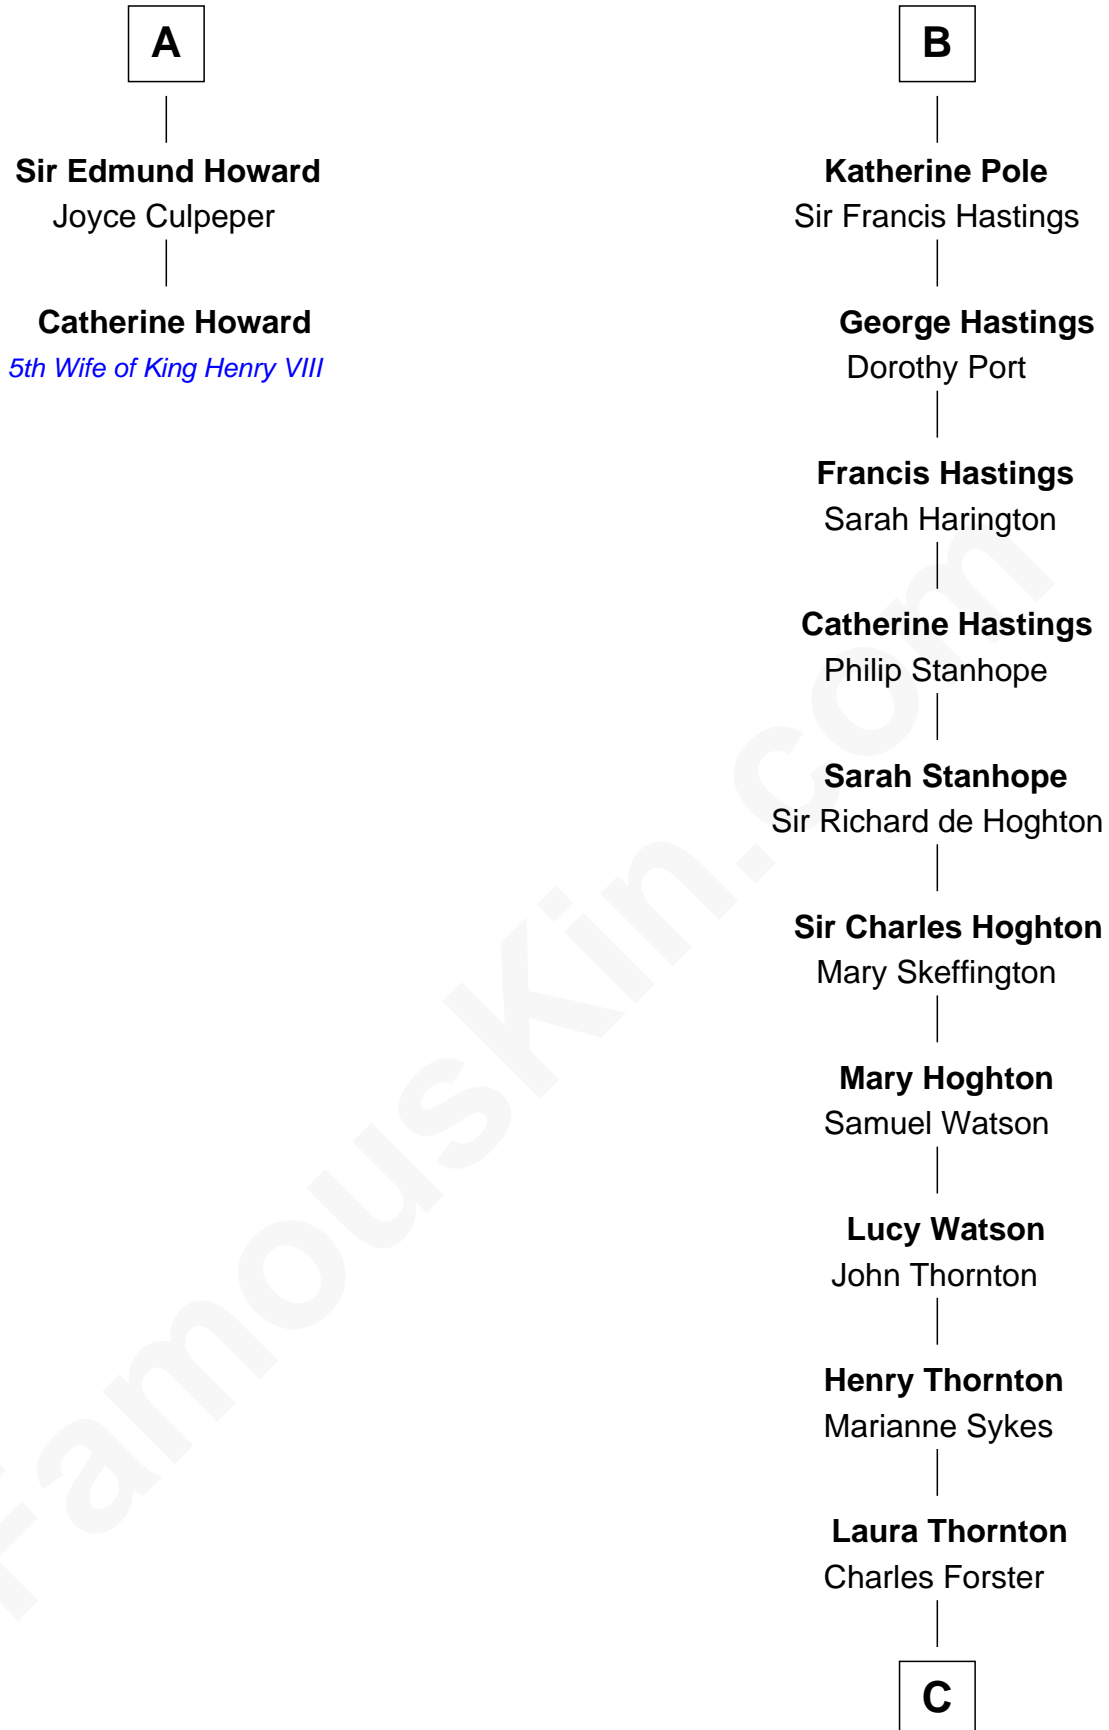 A
Sir Edmund Howard
Joyce Culpeper
Catherine Howard
5th Wife of King Henry VIII
B
Katherine Pole
Sir Francis Hastings
George Hastings
Dorothy Port
Francis Hastings
Sarah Harington
Catherine Hastings
Philip Stanhope
Sarah Stanhope
Sir Richard de Hoghton
Sir Charles Hoghton
Mary Skeffington
Mary Hoghton
Samuel Watson
Lucy Watson
John Thornton
Henry Thornton
Marianne Sykes
Laura Thornton
Charles Forster
C
FamousKin.com